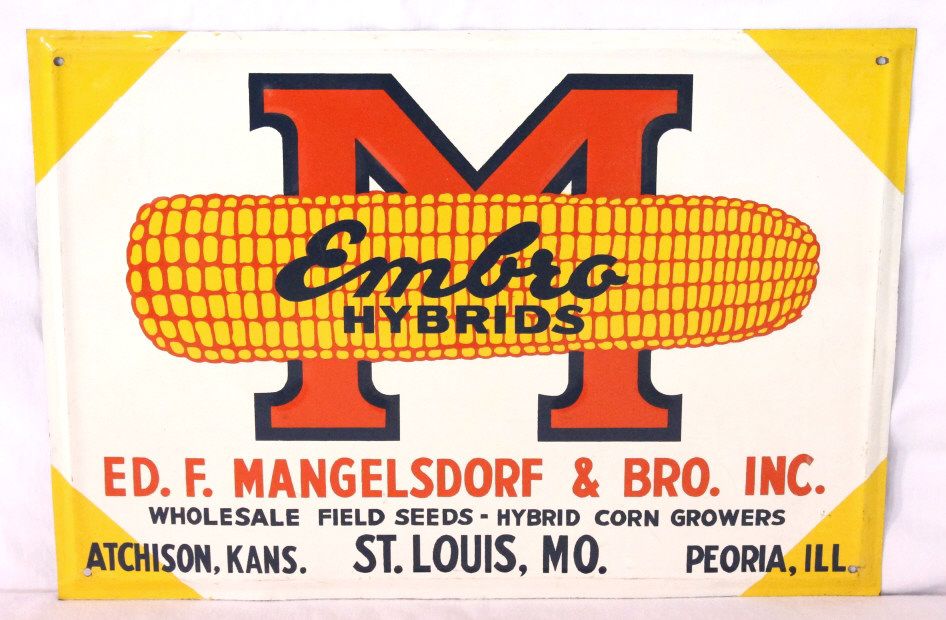 M
Embro
HYBRIDS
ED. F. MANGELSDORF & BRO. INC.
WHOLESALE FIELD SEEDS - HYBRID CORN GROWERS
ATCHISON, KANS. ST. LOUIS, MO. PEORIA, ILL.